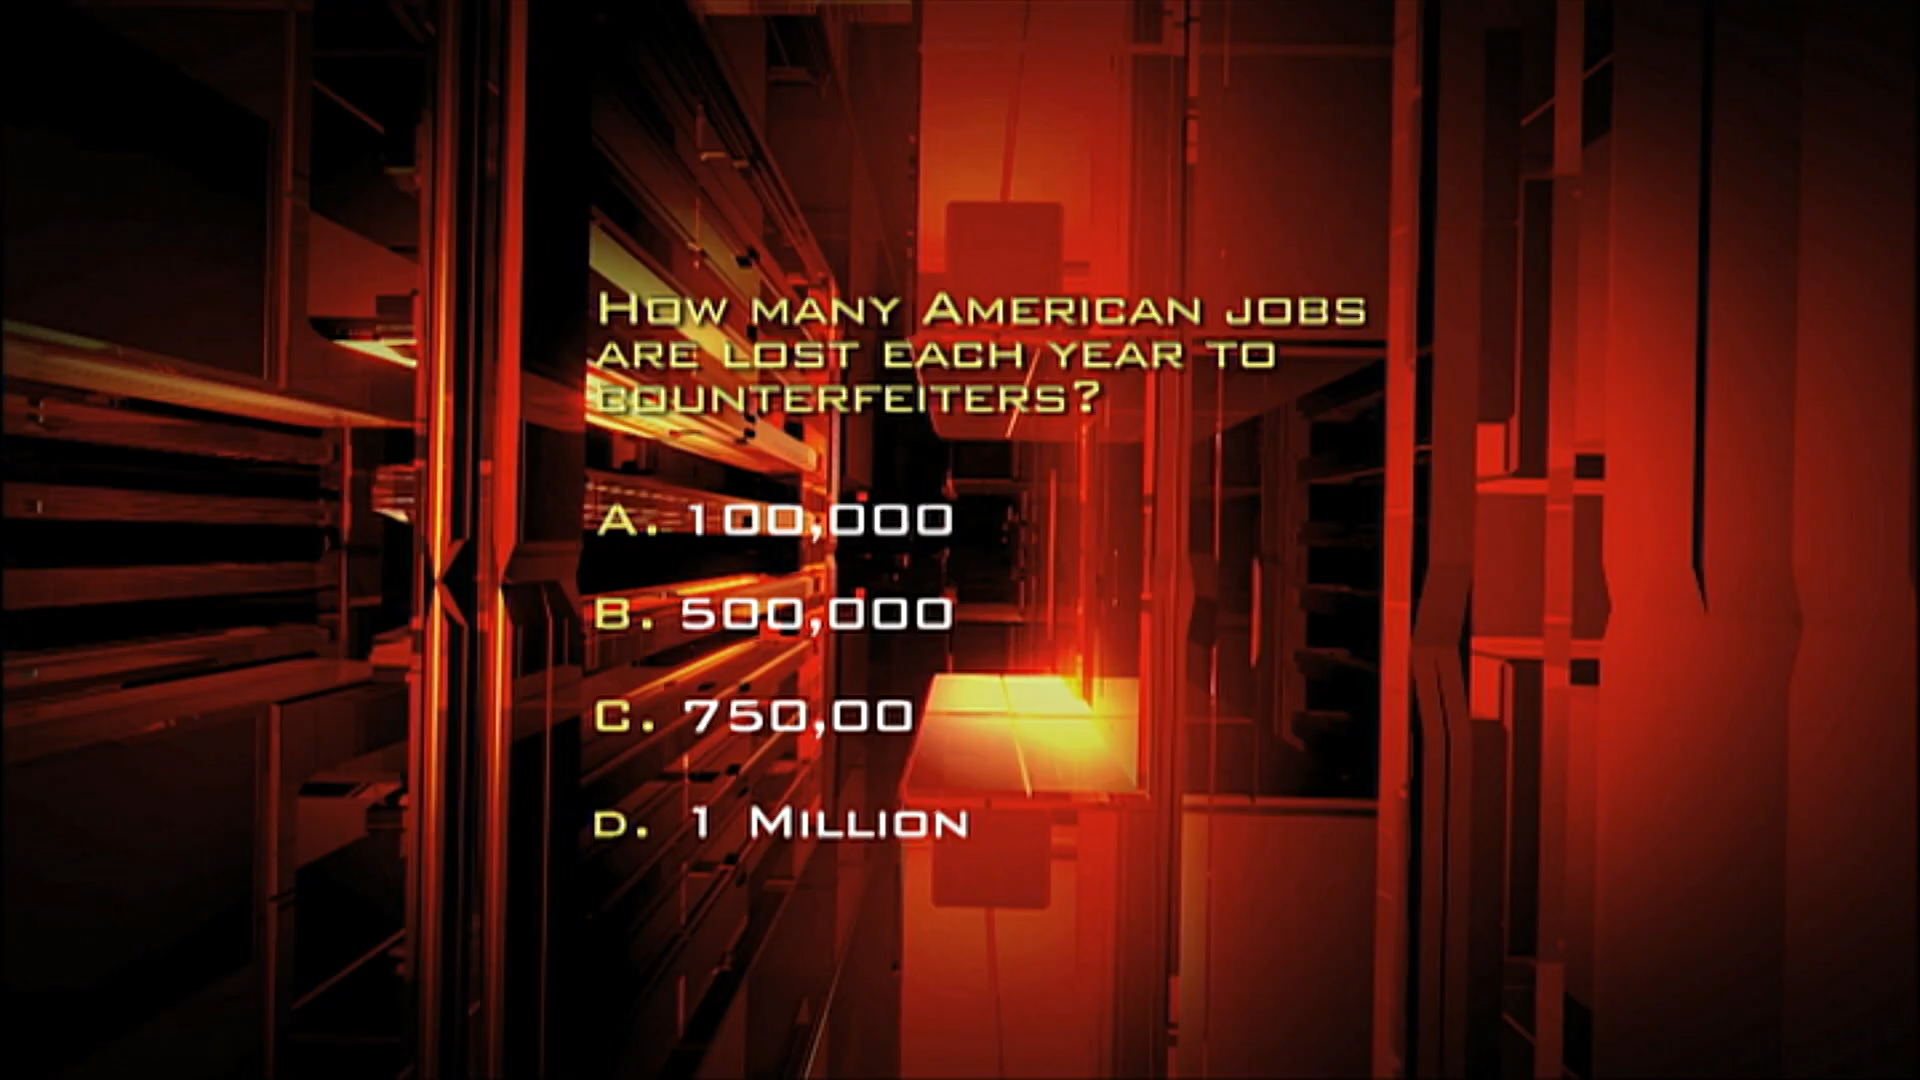 How many American jobs
are lost each year to
counterfeiters?
A. 100,000
B. 500,000
C. 750,00
D. 1 Million